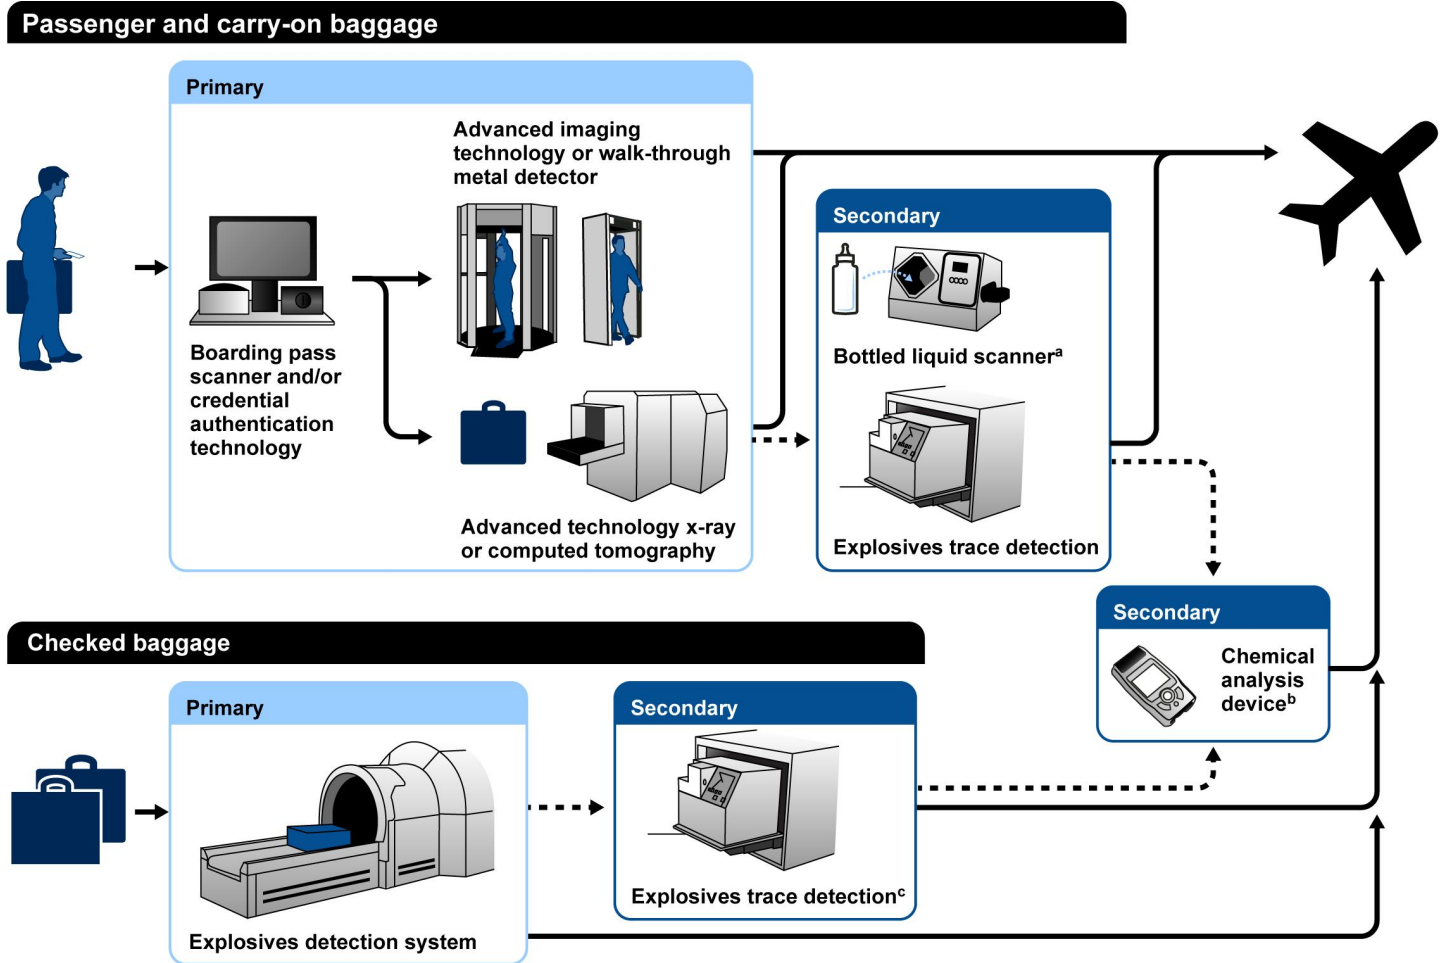 Passenger and carry-on baggage
Primary
Advanced imaging
technology or walk-through
metal detector
Boarding pass
scanner and/or
credential
authentication
technology
Advanced technology x-ray
or computed tomography
Secondary
Bottled liquid scannerᵃ
Explosives trace detection
Secondary
Chemical
analysis
deviceᵇ
Checked baggage
Primary
Explosives detection system
Secondary
Explosives trace detectionᶜ